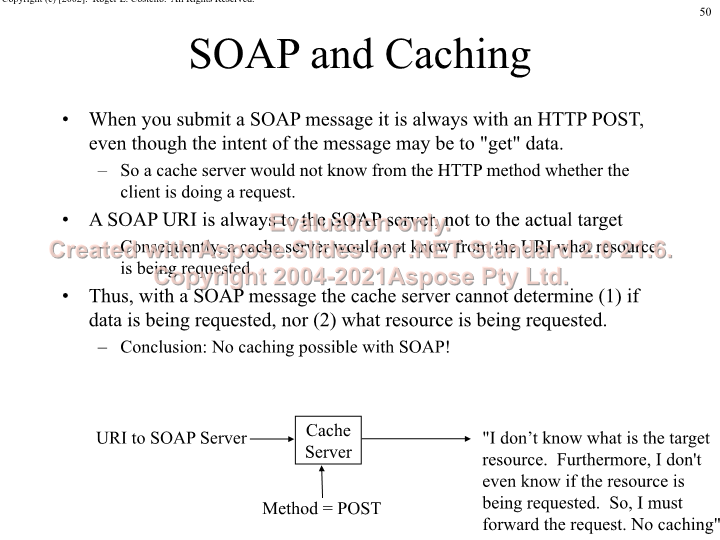 Copyright (c) [2002]. Roger L. Costello. All Rights Reserved.
50
SOAP and Caching
• When you submit a SOAP message it is always with an HTTP POST,
even though the intent of the message may be to "get" data.
– So a cache server would not know from the HTTP method whether the
client is doing a request.
• A SOAP URI is always to the SOAP server, not to the actual target
Evaluation only.
– Consequently, a cache server would not know from the URI what resource
Created with Aspose.Slides for .NET Standard 2.0 21.6.
is being requested
Copyright 2004-2021Aspose Pty Ltd.
• Thus, with a SOAP message the cache server cannot determine (1) if
data is being requested, nor (2) what resource is being requested.
– Conclusion: No caching possible with SOAP!
URI to SOAP Server
Cache
Server
Method = POST
"I don’t know what is the target
resource. Furthermore, I don't
even know if the resource is
being requested. So, I must
forward the request. No caching"